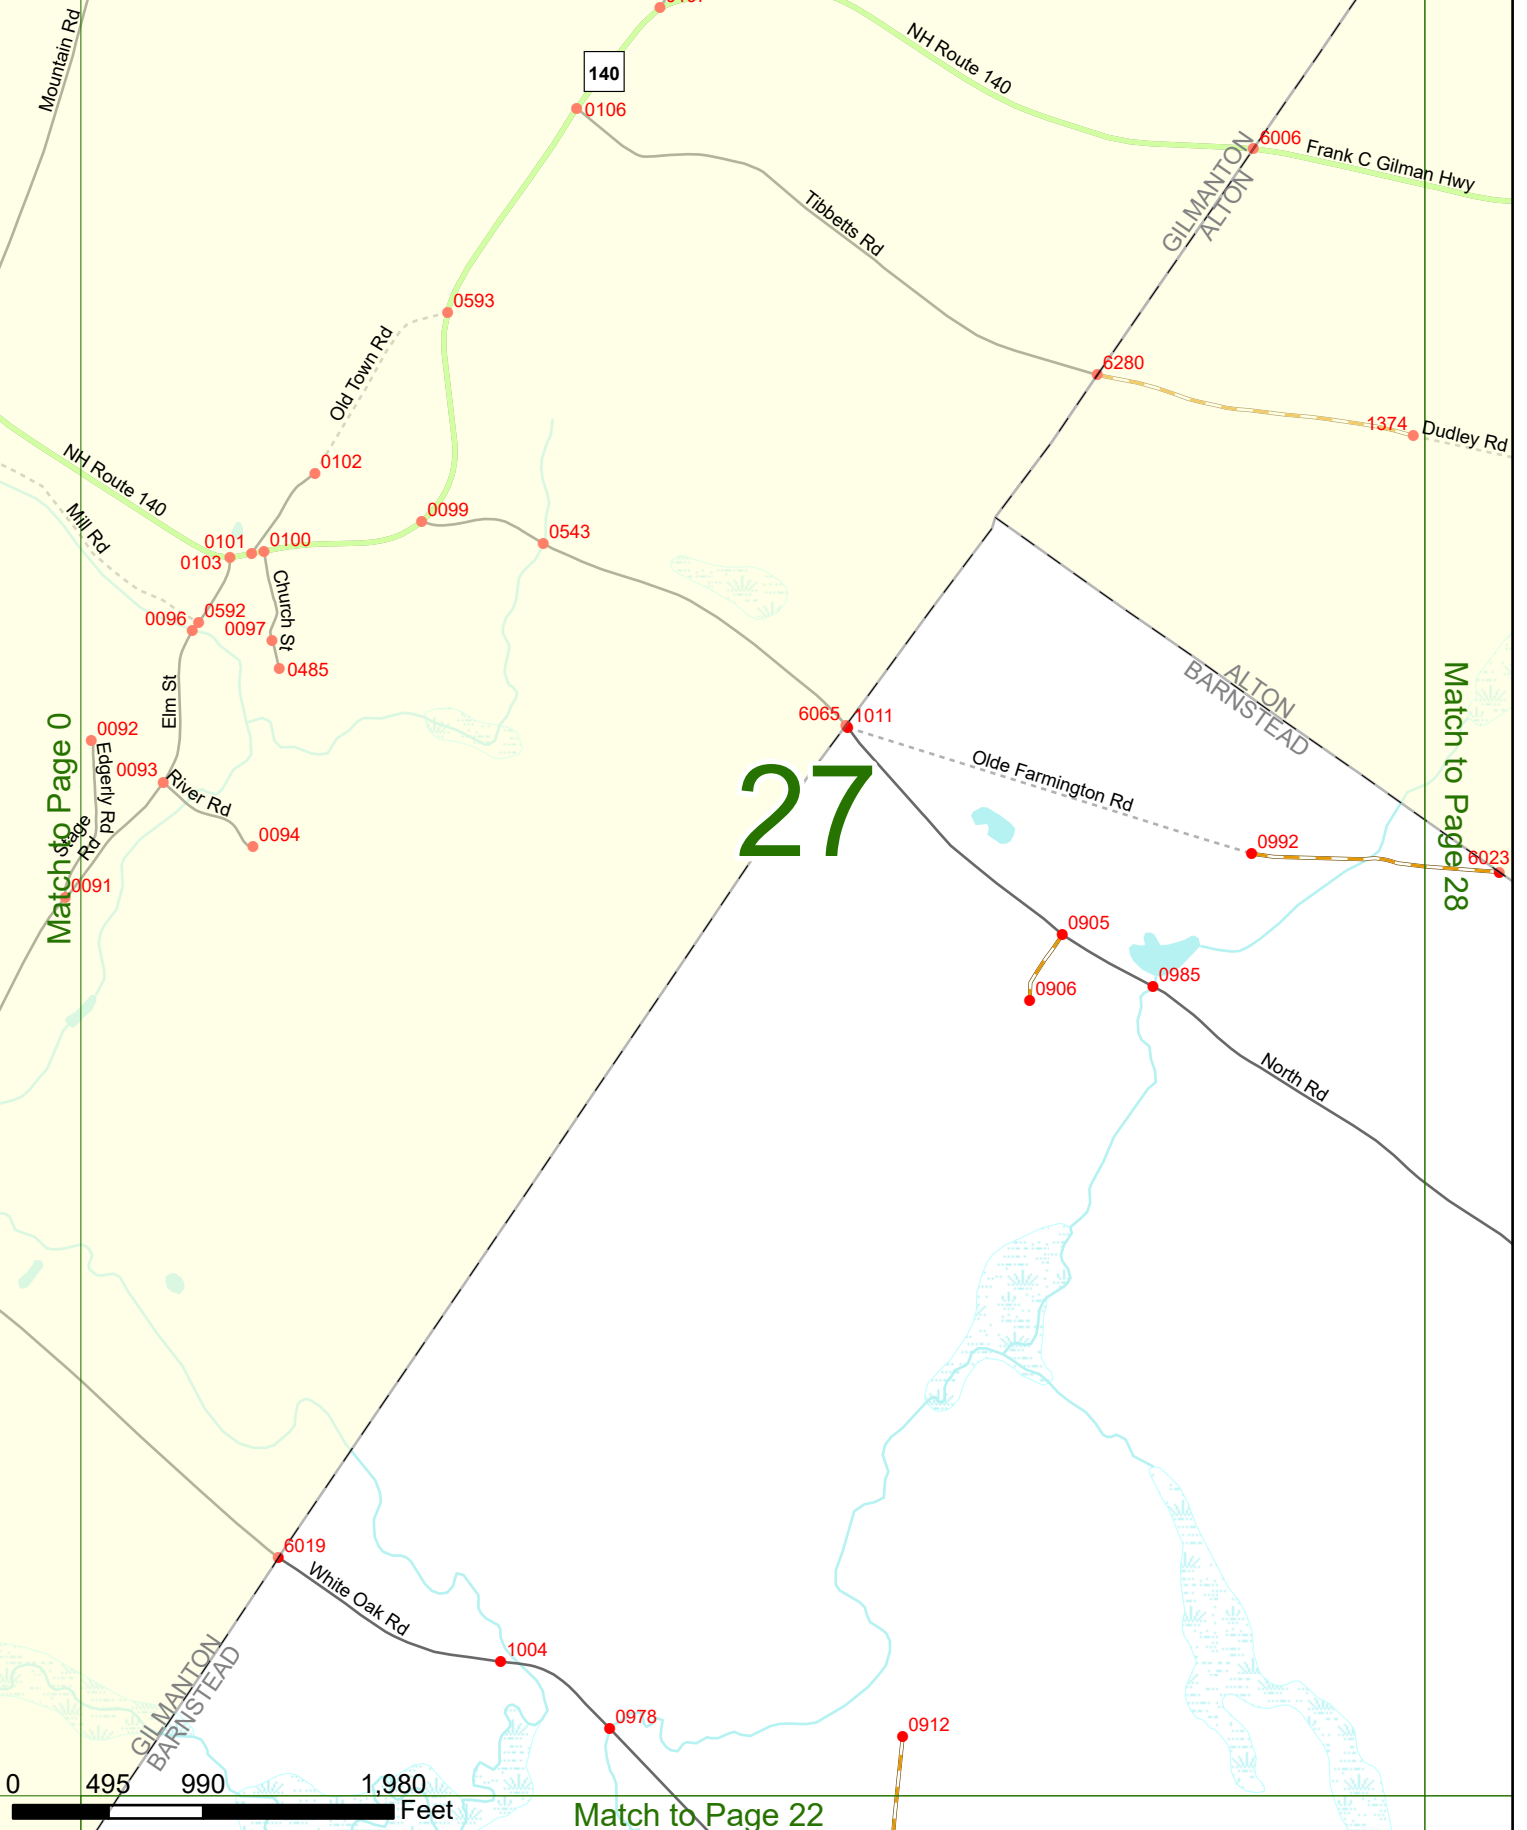 Mountain Rd
140
0106
NH Route 140
6006
Frank C Gilman Hwy
GILMANTON
ALTON
Tibbetts Rd
0593
Old Town Rd
6280
1374
Dudley Rd
NH Route 140
0102
Mill Rd
0099
0543
0101
0100
0103
Church St
0592
0096
0097
0485
Elm St
ALTON
BARNSTEAD
Match to Page 28
Match to Page 0
0092
Edgerly Rd
6065
1011
27
Olde Farmington Rd
0093
River Rd
0094
Stage
Rd
0091
0992
6023
0905
0906
0985
North Rd
6019
White Oak Rd
1004
0978
0912
GILMANTON
BARNSTEAD
0 495 990 1,980
Feet
Match to Page 22